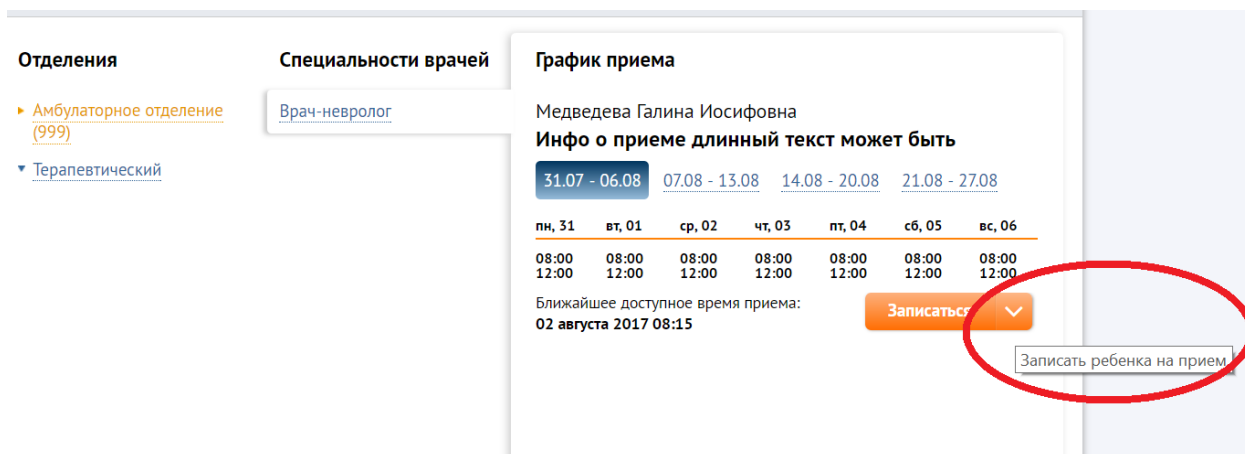 Отделения
Амбулаторное отделение
(999)
Терапевтический
Специальности врачей
Врач-невролог
График приема
Медведева Галина Иосифовна
Инфо о приеме длинный текст может быть
31.07 - 06.08 07.08 - 13.08 14.08 - 20.08 21.08 - 27.08
пн, 31 вт, 01 ср, 02 чт, 03 пт, 04 сб, 05 вс, 06
08:00 08:00 08:00 08:00 08:00 08:00 08:00
12:00 12:00 12:00 12:00 12:00 12:00 12:00
Ближайшее доступное время приема:
02 августа 2017 08:15
Записаться
Записать ребенка на прием